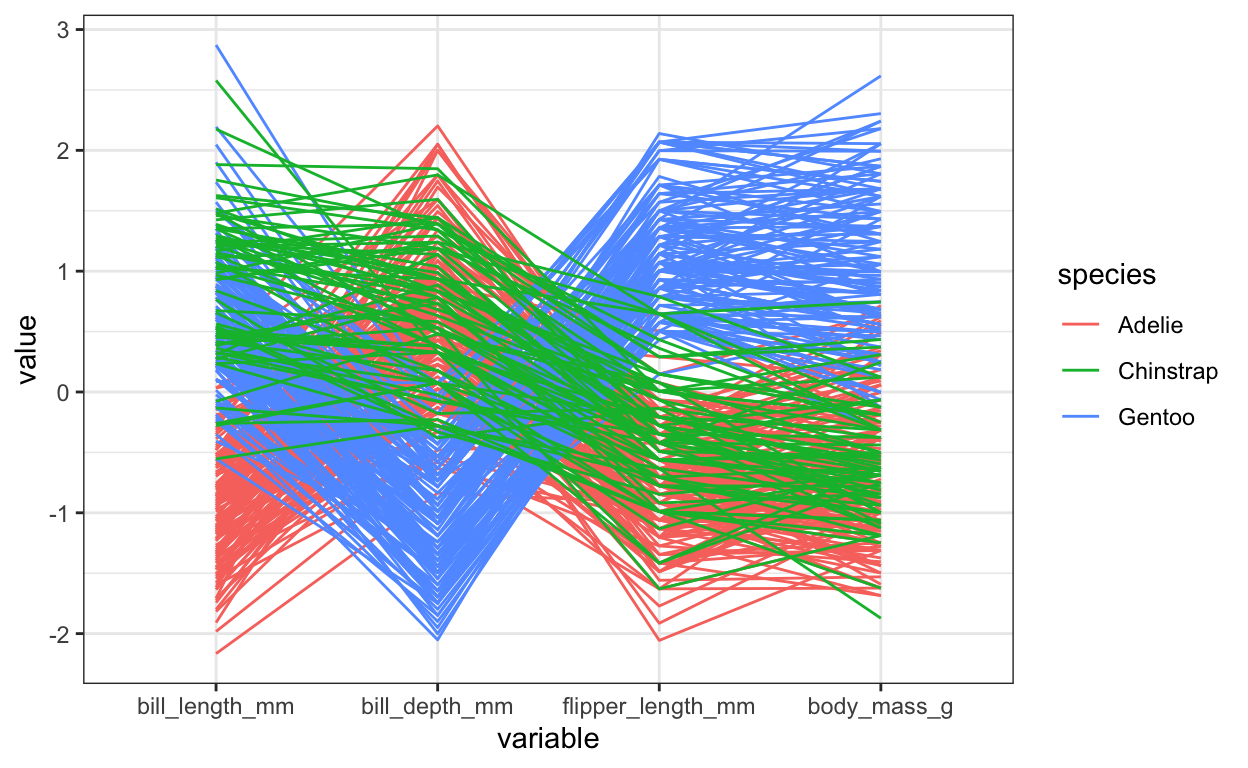 3
2
1
0
-1
-2
value
bill_length_mm bill_depth_mm flipper_length_mm body_mass_g
variable
species
Adelie
Chinstrap
Gentoo